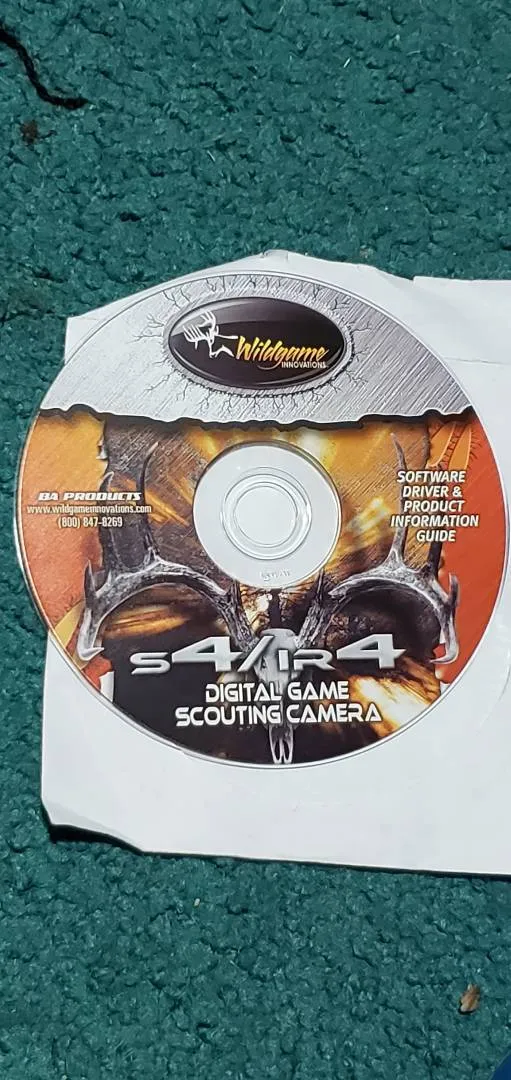 Wildgame
INNOVATIONS
BA PRODUCTS
www.wildgameinnovations.com
(800) 847-8269
SOFTWARE
DRIVER &
PRODUCT
INFORMATION
GUIDE
S4/IR4
DIGITAL GAME
SCOUTING CAMERA